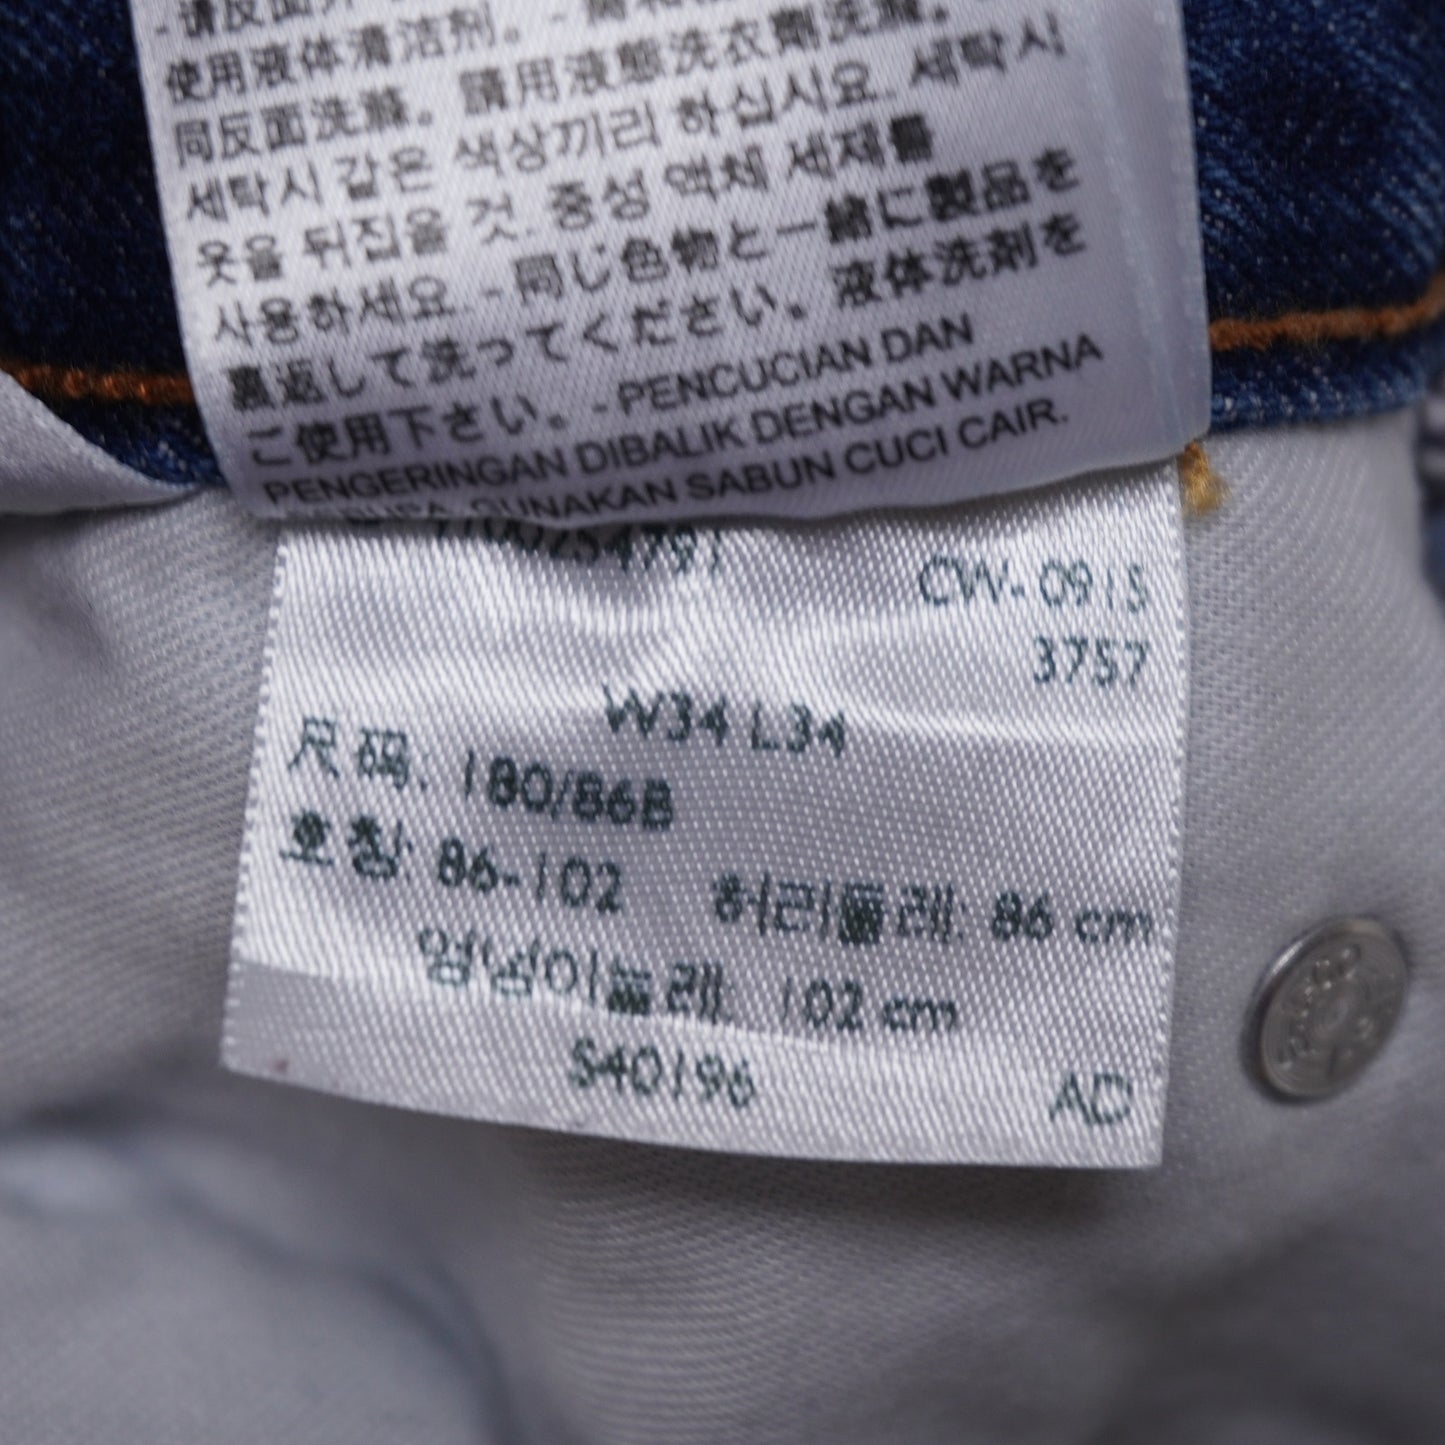 使用液体清洁剂。-
同反面洗滌。請用液態洗衣劑洗滌。
세탁시 같은 색상끼리 하십시요. 세탁시
옷을 뒤집을 것. 중성 액체 세제를
사용하세요. - 同じ色物と一緒に製品を
裏返して洗ってください。液体洗剤を
ご使用下さい。- PENCUCIAN DAN
PENGERINGAN DIBALIK DENGAN WARNA
GUNAKAN SABUN CUCI CAIR.
CW-0915
3757
W34 L34
尺码: 180/86B
호칭: 86-102 허리둘레: 86 cm
엉덩이둘레: 102 cm
S40196 AD